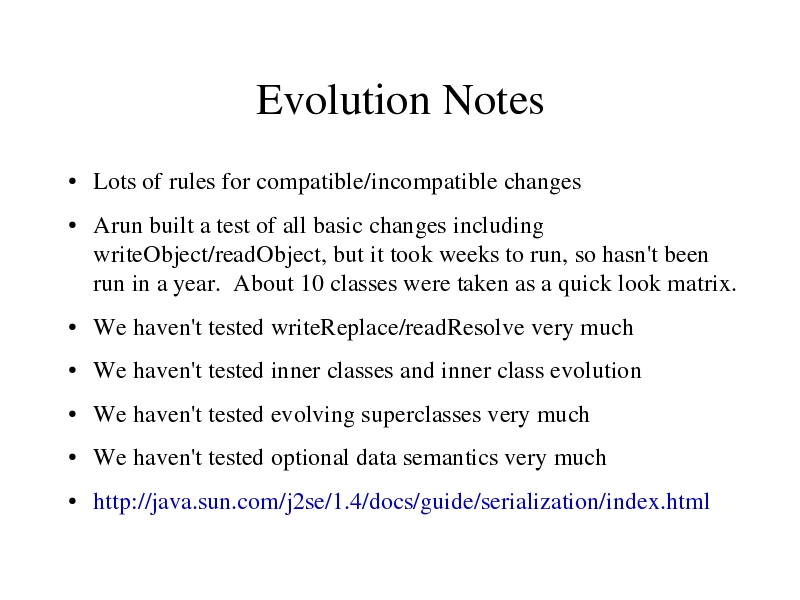 Evolution Notes
• Lots of rules for compatible/incompatible changes
• Arun built a test of all basic changes including
writeObject/readObject, but it took weeks to run, so hasn't been
run in a year.  About 10 classes were taken as a quick look matrix.
• We haven't tested writeReplace/readResolve very much
• We haven't tested inner classes and inner class evolution
• We haven't tested evolving superclasses very much
• We haven't tested optional data semantics very much
• http://java.sun.com/j2se/1.4/docs/guide/serialization/index.html